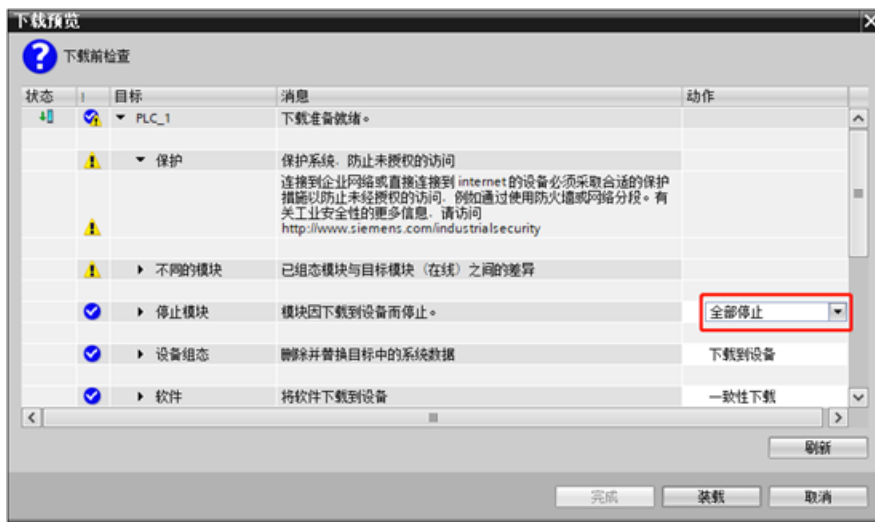 下载预览
下载前检查
状态 ! 目标 消息 动作
PLC_1 下载准备就绪。
保护 保护系统，防止未授权的访问
连接到企业网络或直接连接到 internet 的设备必须采取合适的保护
措施以防止未经授权的访问，例如通过使用防火墙或网络分段。有
关工业安全性的更多信息，请访问
http://www.siemens.com/industrialsecurity
不同的模块 已组态模块与目标模块（在线）之间的差异
停止模块 模块因下载到设备而停止。 全部停止
设备组态 删除并替换目标中的系统数据 下载到设备
软件 将软件下载到设备 一致性下载
刷新
完成 装载 取消